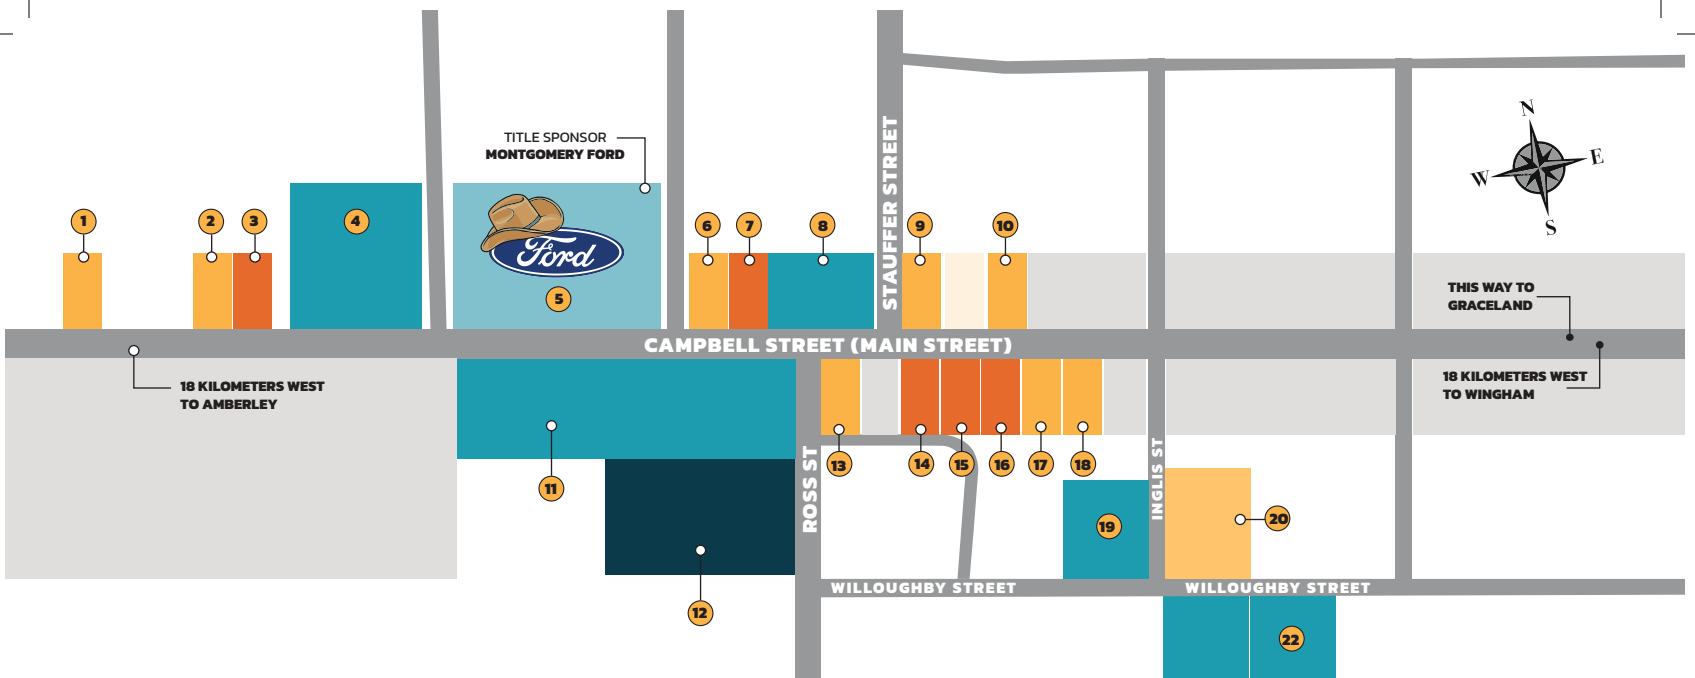 N
W
E
S
TITLE SPONSOR
MONTGOMERY FORD
STAUFFER STREET
1
2
3
4
Ford
5
6
7
8
9
10
THIS WAY TO
GRACELAND
CAMPBELL STREET (MAIN STREET)
18 KILOMETERS WEST
TO AMBERLEY
18 KILOMETERS WEST
TO WINGHAM
ROSS ST
INGLIS ST
11
12
13
14
15
16
17
18
19
20
WILLOUGHBY STREET
WILLOUGHBY STREET
22